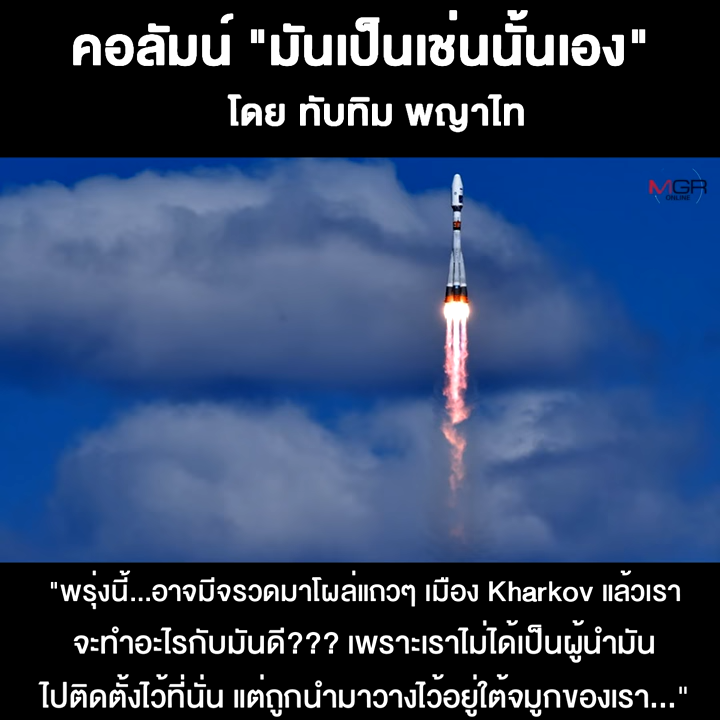 คอลัมน์ "มันเป็นเช่นนั้นเอง"
โดย ทับทิม พญาไท
MGR
ONLINE
"พรุ่งนี้...อาจมีจรวดมาโผล่แถวๆ เมือง Kharkov แล้วเรา
จะทำอะไรกับมันดี??? เพราะเราไม่ได้เป็นผู้นำมัน
ไปติดตั้งไว้ที่นั่น แต่ถูกนำมาวางไว้อยู่ใต้จมูกของเรา..."